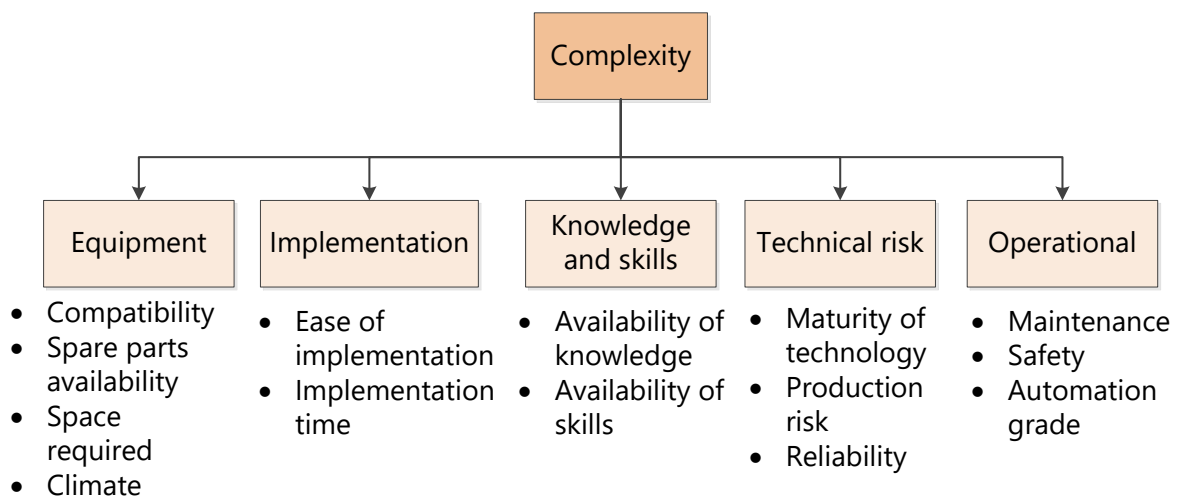 Complexity
Equipment
Implementation
Knowledge
and skills
Technical risk
Operational
• Compatibility
• Spare parts
availability
• Space
required
• Climate
• Ease of
implementation
• Implementation
time
• Availability of
knowledge
• Availability of
skills
• Maturity of
technology
• Production
risk
• Reliability
• Maintenance
• Safety
• Automation
grade